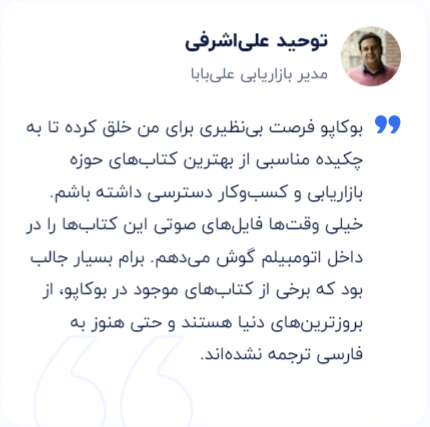 توحید علی‌اشرفی
مدیر بازاریابی علی‌بابا
بوکاپو فرصت بی‌نظیری برای من خلق کرده تا به
چکیده مناسبی از بهترین کتاب‌های حوزه
بازاریابی و کسب‌وکار دسترسی داشته باشم.
خیلی وقت‌ها فایل‌های صوتی این کتاب‌ها را در
داخل اتومبیلم گوش می‌دهم. برام بسیار جالب
بود که برخی از کتاب‌های موجود در بوکاپو، از
بروزترین‌های دنیا هستند و حتی هنوز به
فارسی ترجمه نشده‌اند.